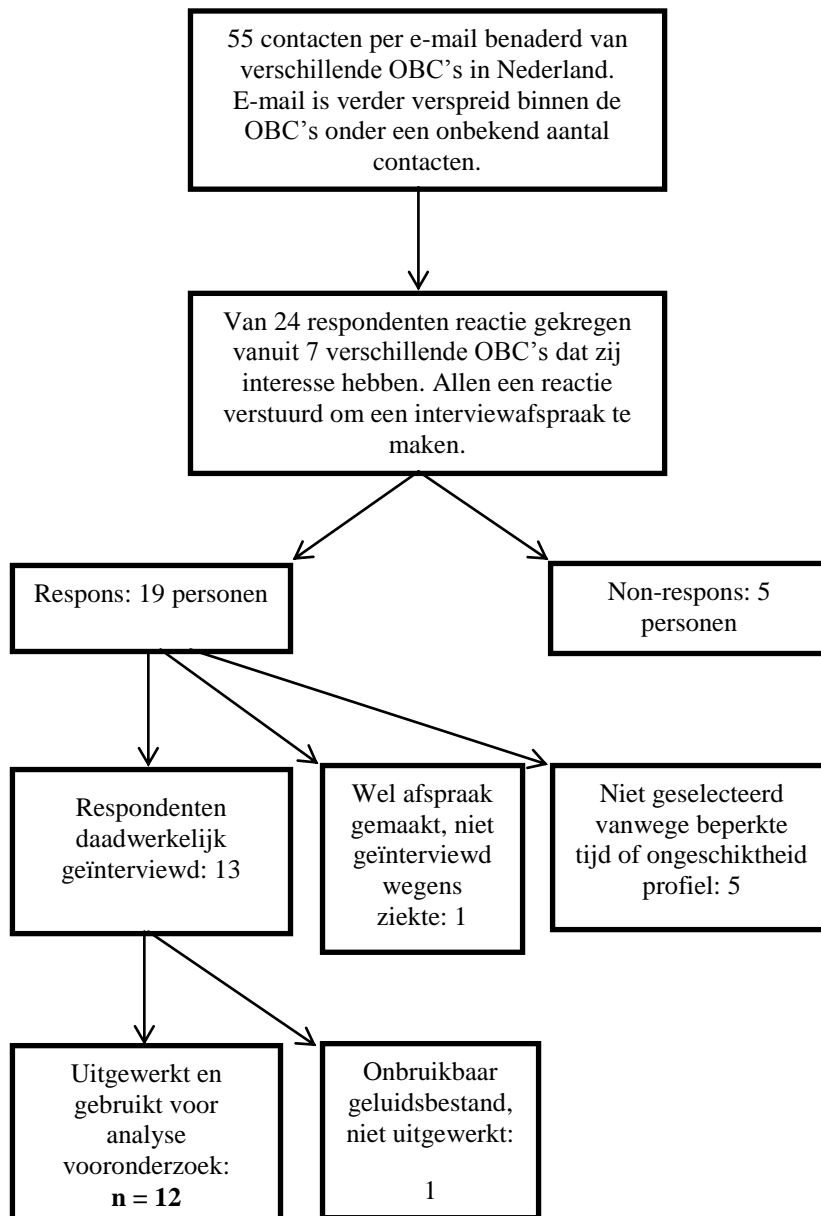 55 contacten per e-mail benaderd van
verschillende OBC’s in Nederland.
E-mail is verder verspreid binnen de
OBC’s onder een onbekend aantal
contacten.
Van 24 respondenten reactie gekregen
vanuit 7 verschillende OBC’s dat zij
interesse hebben. Allen een reactie
verstuurd om een interviewafspraak te
maken.
Respons: 19 personen
Non-respons: 5
personen
Respondenten
daadwerkelijk
geïnterviewd: 13
Wel afspraak
gemaakt, niet
geïnterviewd
wegens
ziekte: 1
Niet geselecteerd
vanwege beperkte
tijd of ongeschiktheid
profiel: 5
Uitgewerkt en
gebruikt voor
analyse
vooronderzoek:
n = 12
Onbruikbaar
geluidsbestand,
niet uitgewerkt:
1